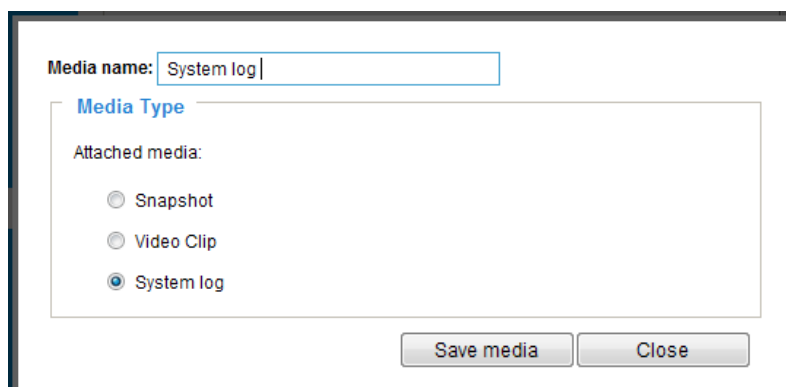 Media name: System log
Media Type
Attached media:
Snapshot
Video Clip
System log
Save media Close